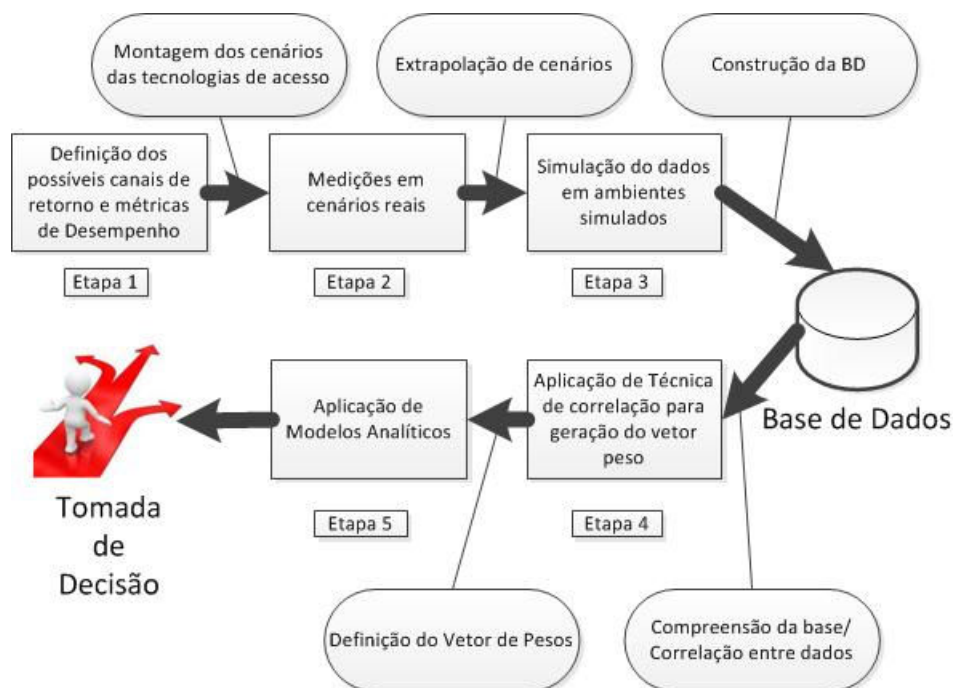 Montagem dos cenários
das tecnologias de acesso
Extrapolação de cenários
Construção da BD
Definição dos
possíveis canais de
retorno e métricas
de Desempenho
Medições em
cenários reais
Simulação do dados
em ambientes
simulados
Etapa 1
Etapa 2
Etapa 3
Base de Dados
Aplicação de Técnica
de correlação para
geração do vetor
peso
Aplicação de
Modelos Analíticos
Etapa 5
Etapa 4
Tomada
de
Decisão
Definição do Vetor de Pesos
Compreensão da base/
Correlação entre dados